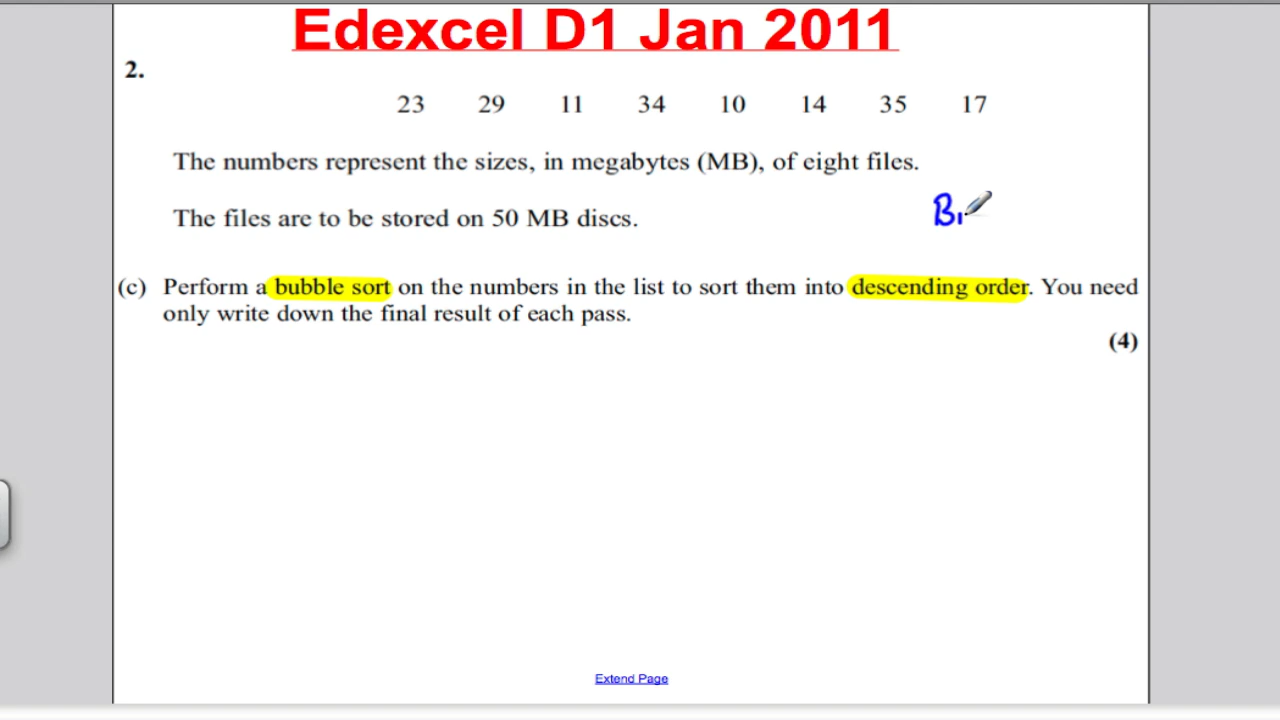 Edexcel D1 Jan 2011
2.
23 29 11 34 10 14 35 17
The numbers represent the sizes, in megabytes (MB), of eight files.
The files are to be stored on 50 MB discs.
B
(c) Perform a bubble sort on the numbers in the list to sort them into descending order. You need
only write down the final result of each pass.
(4)
Extend Page